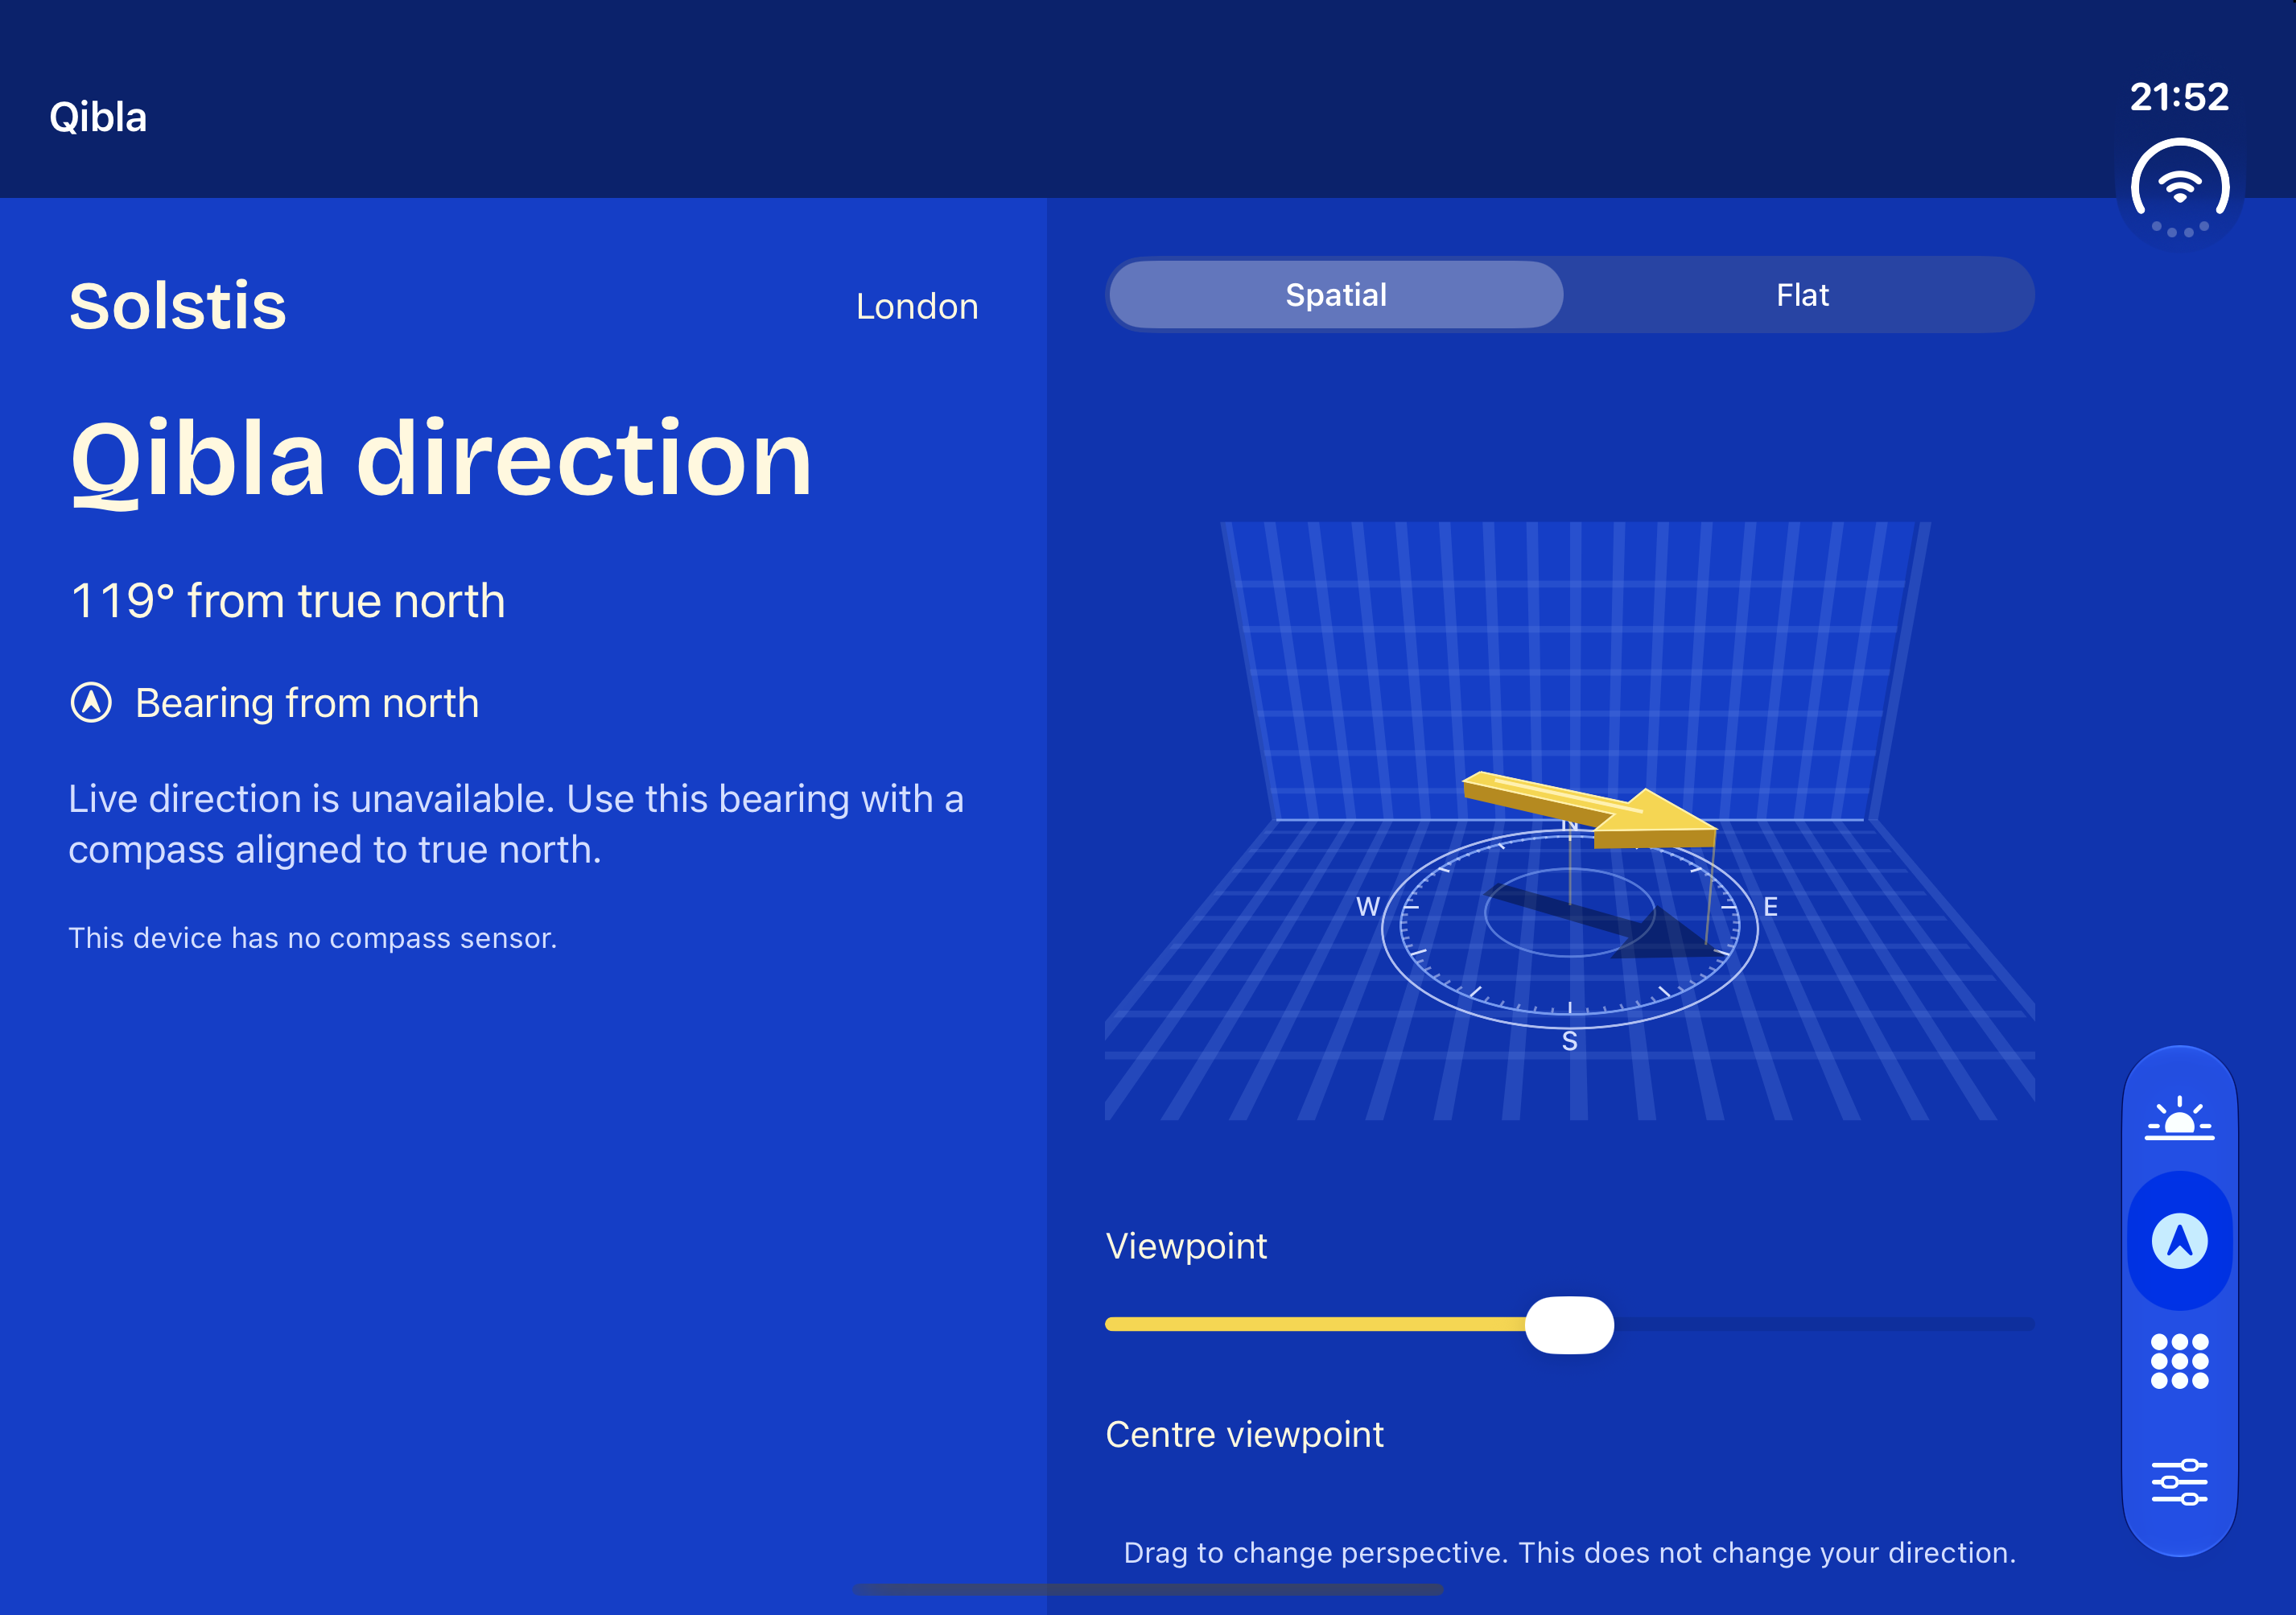 Qibla
21:52
Solstis
London
Qibla direction
119° from true north
Bearing from north
Live direction is unavailable. Use this bearing with a
compass aligned to true north.
This device has no compass sensor.
Spatial
Flat
N
W
E
S
Viewpoint
Centre viewpoint
Drag to change perspective. This does not change your direction.